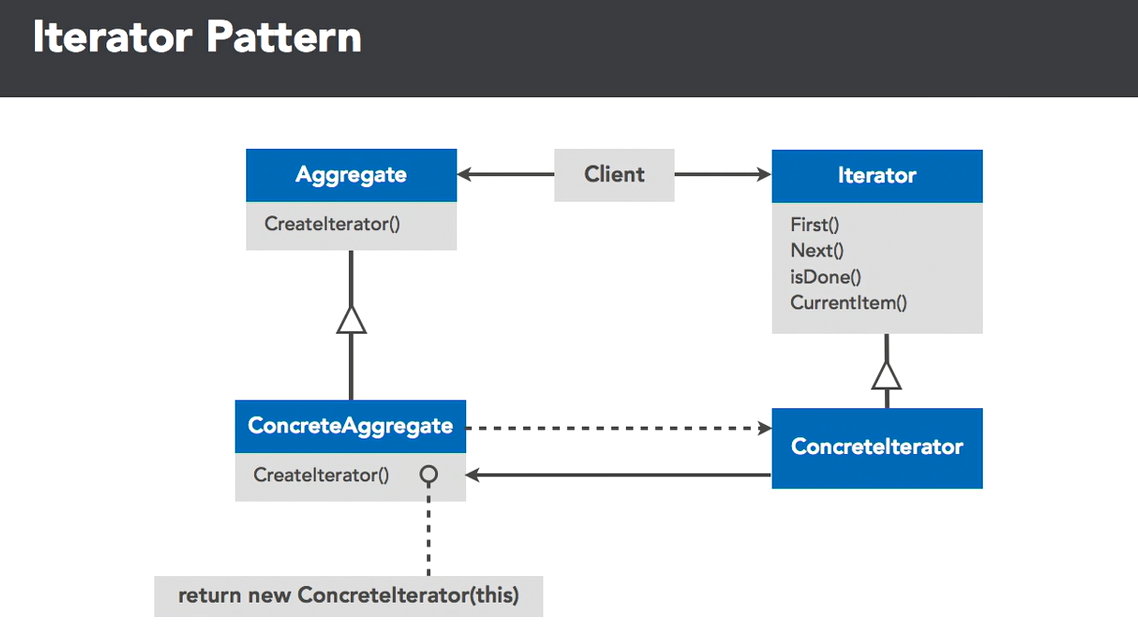 Iterator Pattern
Aggregate
CreateIterator()
Client
Iterator
First()
Next()
isDone()
CurrentItem()
ConcreteAggregate
CreateIterator()
ConcreteIterator
return new ConcreteIterator(this)